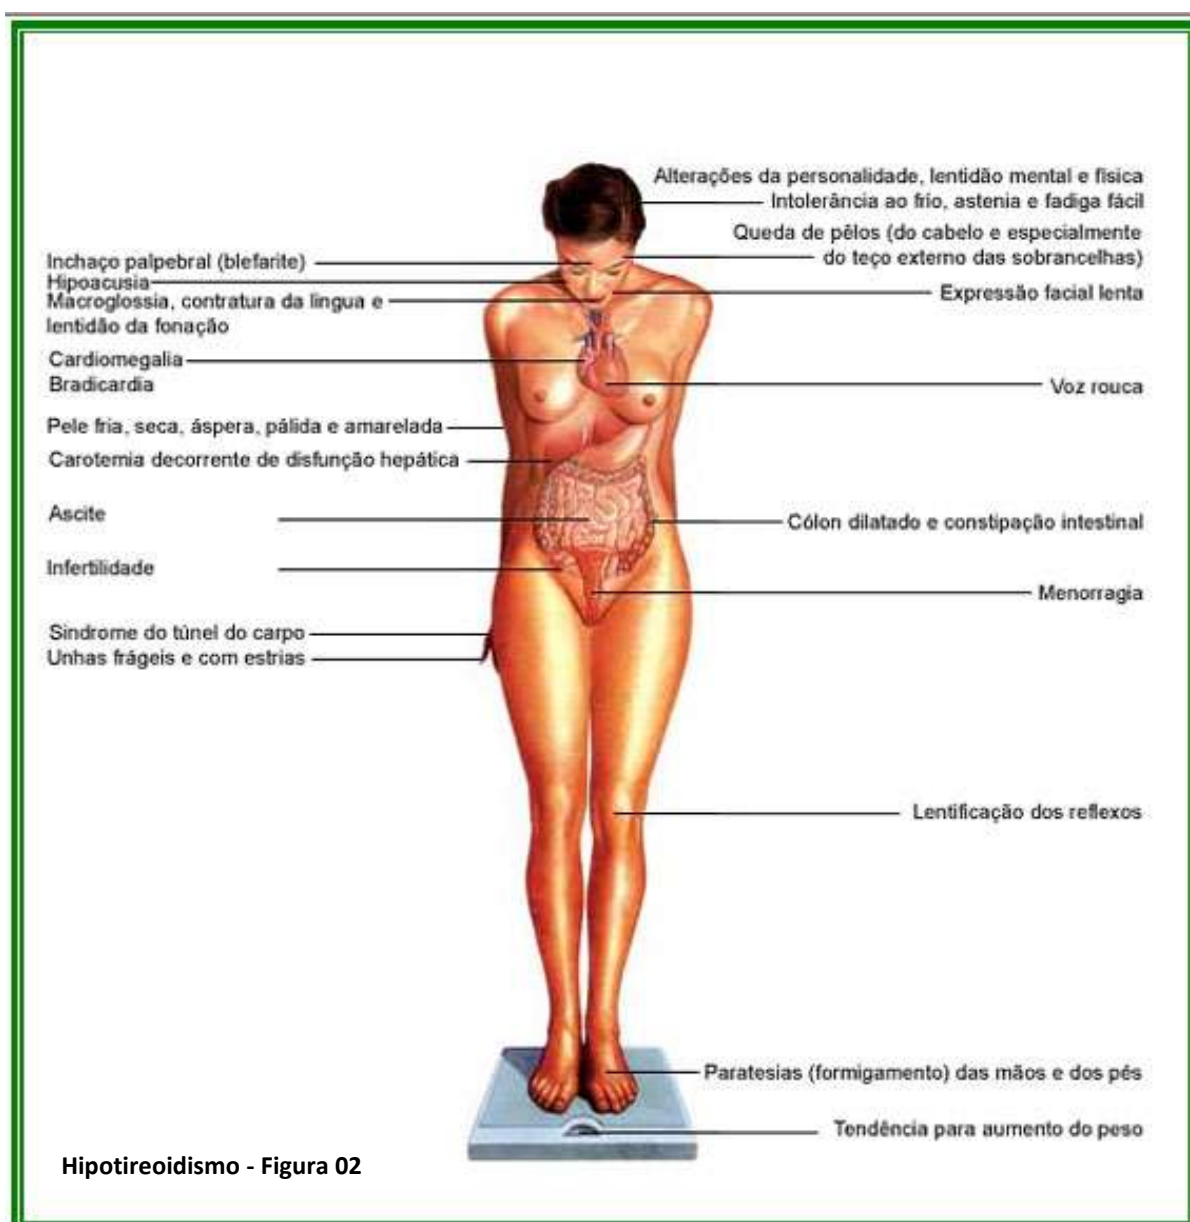 Alterações da personalidade, lentidão mental e física
Intolerância ao frio, astenia e fadiga fácil
Queda de pêlos (do cabelo e especialmente
do teço externo das sobrancelhas)
Expressão facial lenta
Voz rouca
Cólon dilatado e constipação intestinal
Menorragia
Lentificação dos reflexos
Paratesias (formigamento) das mãos e dos pés
Tendência para aumento do peso
Inchaço palpebral (blefarite)
Hipoacusia
Macroglossia, contratura da língua e
lentidão da fonação
Cardiomegalia
Bradicardia
Pele fria, seca, áspera, pálida e amarelada
Carotemia decorrente de disfunção hepática
Ascite
Infertilidade
Síndrome do túnel do carpo
Unhas frágeis e com estrias
Hipotireoidismo - Figura 02